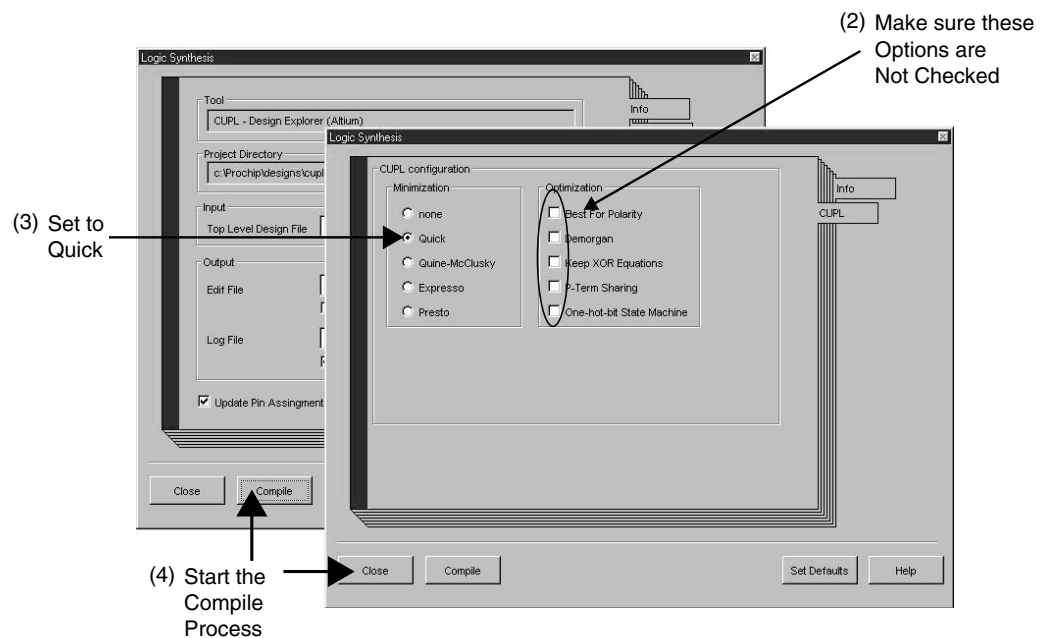 (2) Make sure these
Options are
Not Checked
Logic Synthesis
Info
Tool
CUPL - Design Explorer (Altium)
Project Directory
c:\Prochip\designs\cupl
Input
Top Level Design File
Output
Edif File
Log File
Update Pin Assingment
Close
Compile
Logic Synthesis
Info
CUPL
CUPL configuration
Minimization
none
Quick
Quine-McClusky
Expresso
Presto
Optimization
Best For Polarity
Demorgan
Keep XOR Equations
P-Term Sharing
One-hot-bit State Machine
Close
Compile
Set Defaults
Help
(3) Set to
Quick
(4) Start the
Compile
Process